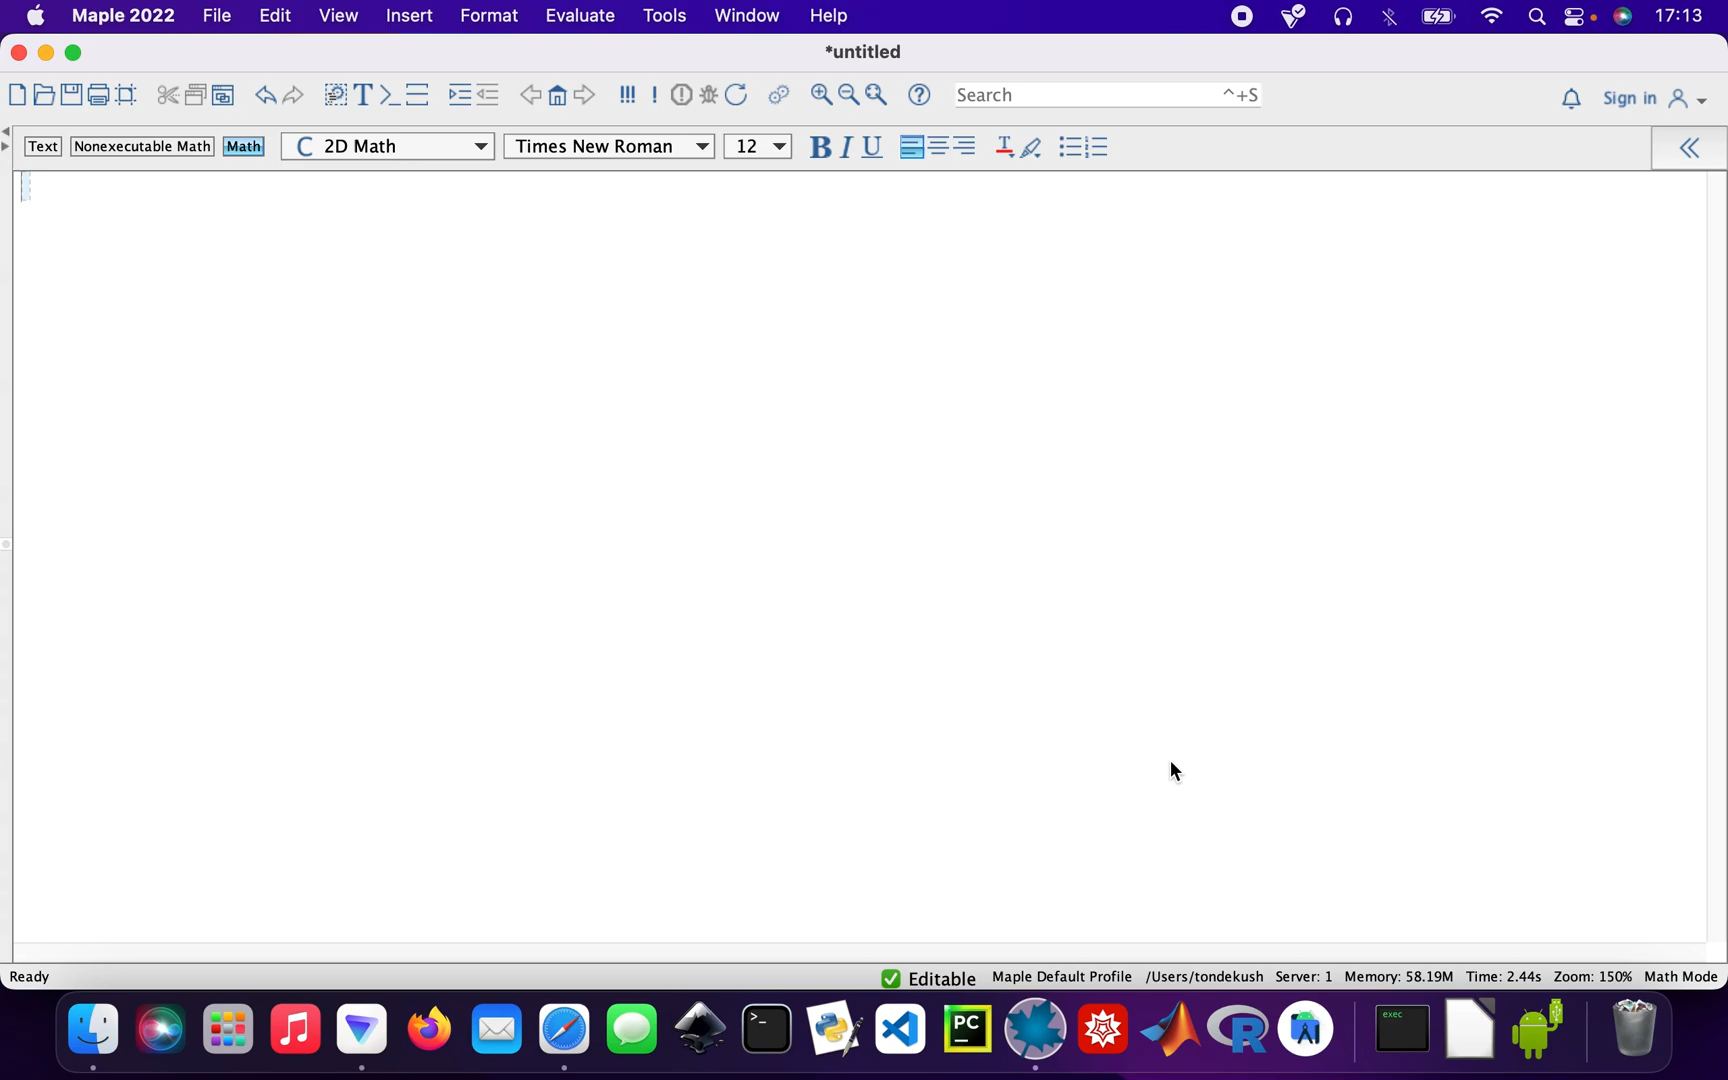 Maple 2022 File Edit View Insert Format Evaluate Tools Window Help 17:13
*untitled
Search ^+S Sign in
Text Nonexecutable Math Math C 2D Math Times New Roman 12 B I U
Ready Editable Maple Default Profile /Users/tondekush Server: 1 Memory: 58.19M Time: 2.44s Zoom: 150% Math Mode
>_ PC R exec